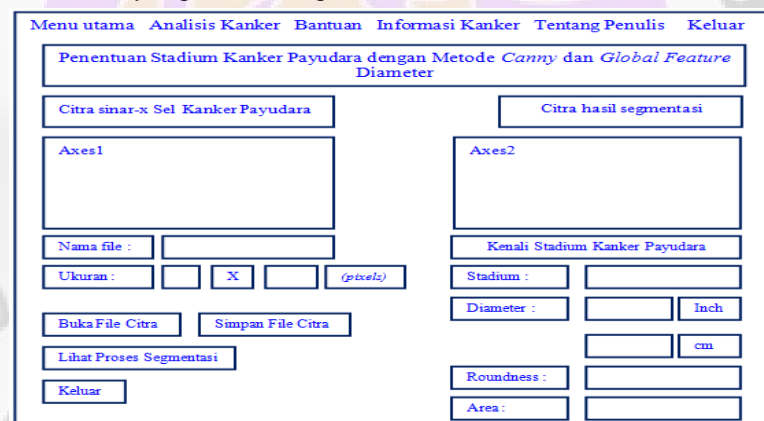 Menu utama Analisis Kanker Bantuan Informasi Kanker Tentang Penulis Keluar
Penentuan Stadium Kanker Payudara dengan Metode Canny dan Global Feature
Diameter
Citra sinar-x Sel Kanker Payudara
Citra hasil segmentasi
Axes1
Axes2
Nama file :
Kenali Stadium Kanker Payudara
Ukuran : X (pixels)
Stadium :
Diameter : Inch
Buka File Citra Simpan File Citra
cm
Lihat Proses Segmentasi
Roundness :
Keluar
Area :